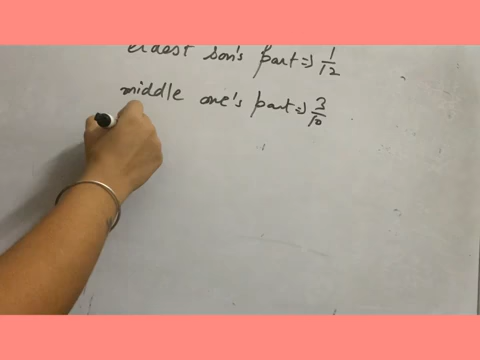 eldest son's part ⇒ 1/12
middle one's part ⇒ 3/10